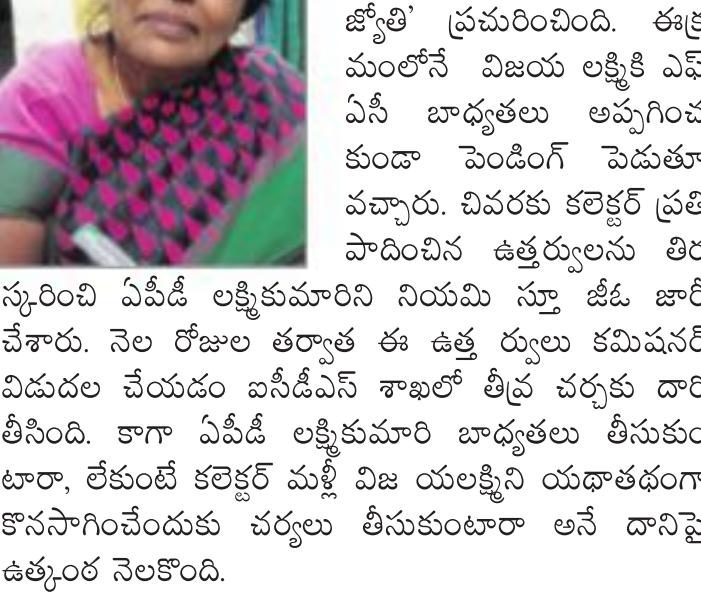 జ్యోతి’ ప్రచురించింది. ఈక్ర
మంలోనే విజయ లక్ష్మికి ఎఫ్
ఏసీ బాధ్యతలు అప్పగించ
కుండా పెండింగ్ పెడుతూ
వచ్చారు. చివరకు కలెక్టర్ ప్రతి
పాదించిన ఉత్తర్వులను తిర
స్కరించి ఏపీడీ లక్ష్మికుమారిని నియమి స్తూ జీఓ జారీ
చేశారు. నెల రోజుల తర్వాత ఈ ఉత్త ర్వులు కమిషనర్
విడుదల చేయడం ఐసీడీఎస్ శాఖలో తీవ్ర చర్చకు దారి
తీసింది. కాగా ఏపీడీ లక్ష్మికుమారి బాధ్యతలు తీసుకుం
టారా, లేకుంటే కలెక్టర్ మళ్లీ విజ యలక్ష్మిని యథాతథంగా
కొనసాగించేందుకు చర్యలు తీసుకుంటారా అనే దానిపై
ఉత్కంఠ నెలకొంది.